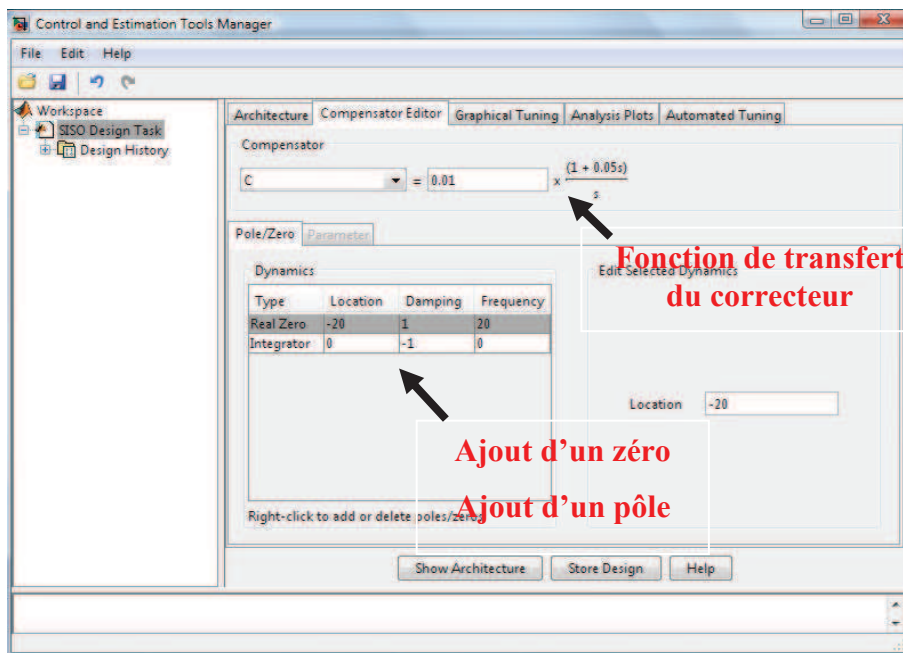 Control and Estimation Tools Manager
File Edit Help
Workspace
SISO Design Task
Design History
Architecture Compensator Editor Graphical Tuning Analysis Plots Automated Tuning
Compensator
C = 0.01 x (1 + 0.05s)
s
Fonction de transfert
du correcteur
Pole/Zero Parameter
Dynamics
Edit Selected Dynamics
Type Location Damping Frequency
Real Zero -20 1 20
Integrator 0 -1 0
Location -20
Ajout d'un zéro
Ajout d'un pôle
Right-click to add or delete poles/zeros
Show Architecture Store Design Help